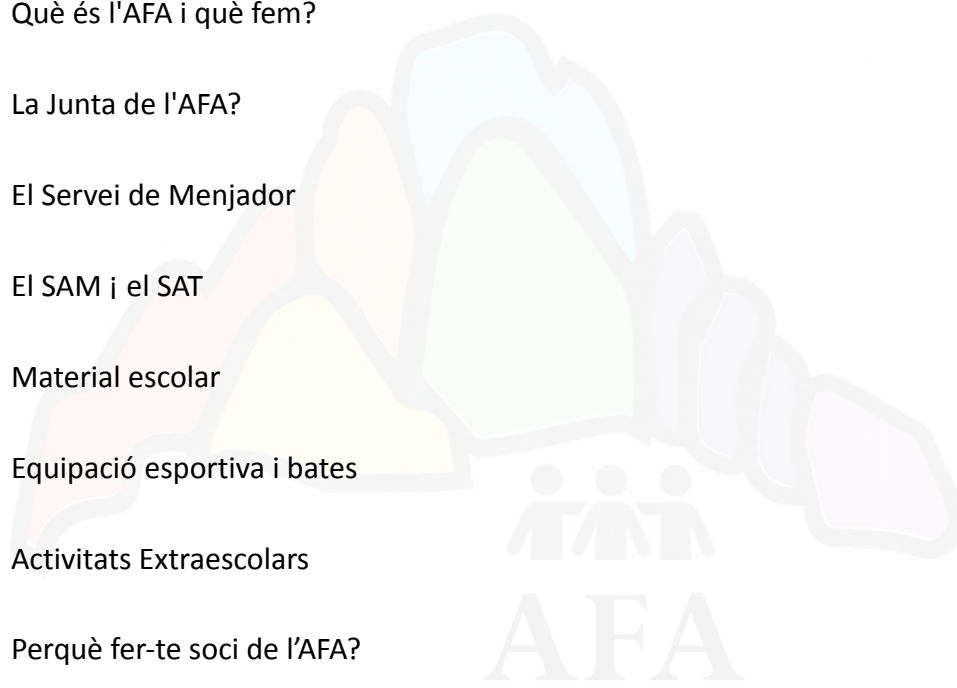 Què és l'AFA i què fem?
La Junta de l'AFA?
El Servei de Menjador
El SAM ¡ el SAT
Material escolar
Equipació esportiva i bates
Activitats Extraescolars
Perquè fer-te soci de l’AFA?
AFA